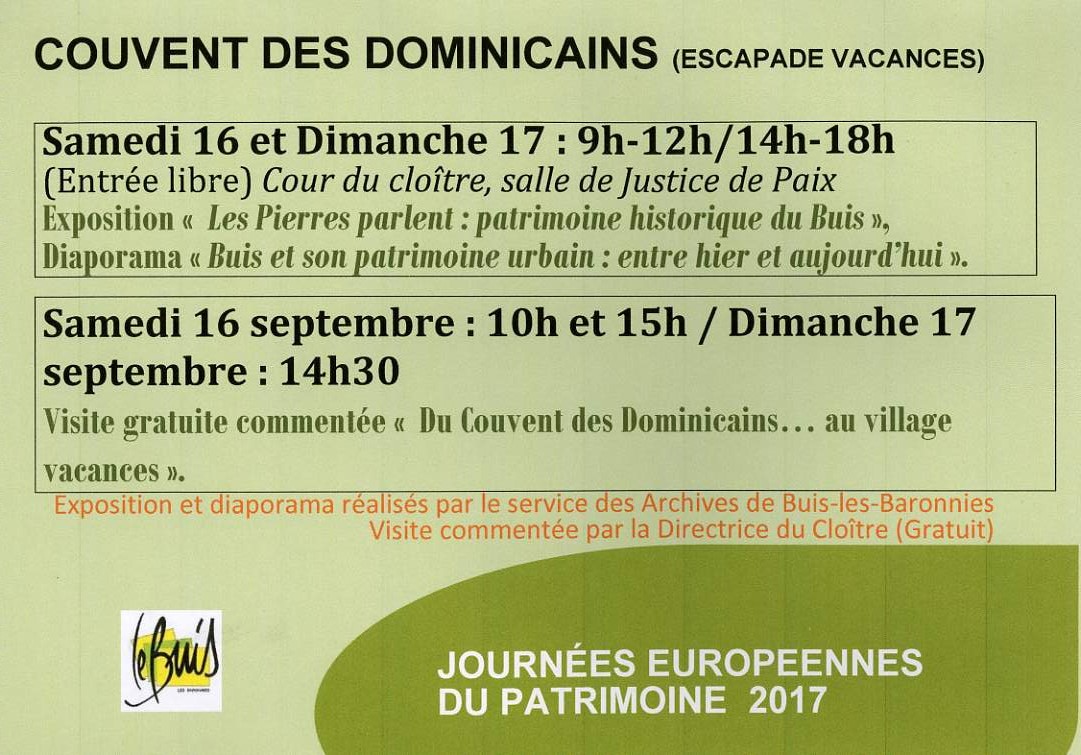 COUVENT DES DOMINICAINS (ESCAPADE VACANCES)
Samedi 16 et Dimanche 17 : 9h-12h/14h-18h
(Entrée libre) Cour du cloître, salle de Justice de Paix
Exposition « Les Pierres parlent : patrimoine historique du Buis »,
Diaporama « Buis et son patrimoine urbain : entre hier et aujourd'hui ».
Samedi 16 septembre : 10h et 15h / Dimanche 17
septembre : 14h30
Visite gratuite commentée « Du Couvent des Dominicains… au village
vacances ».
Exposition et diaporama réalisés par le service des Archives de Buis-les-Baronnies
Visite commentée par la Directrice du Cloître (Gratuit)
le Buis
LES BARONNIES
JOURNÉES EUROPEENNES
DU PATRIMOINE 2017